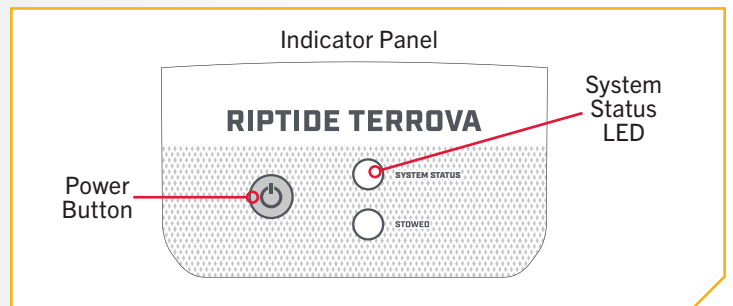 Indicator Panel
System
Status
LED
RIPTIDE TERROVA
SYSTEM STATUS
Power
Button
STOWED